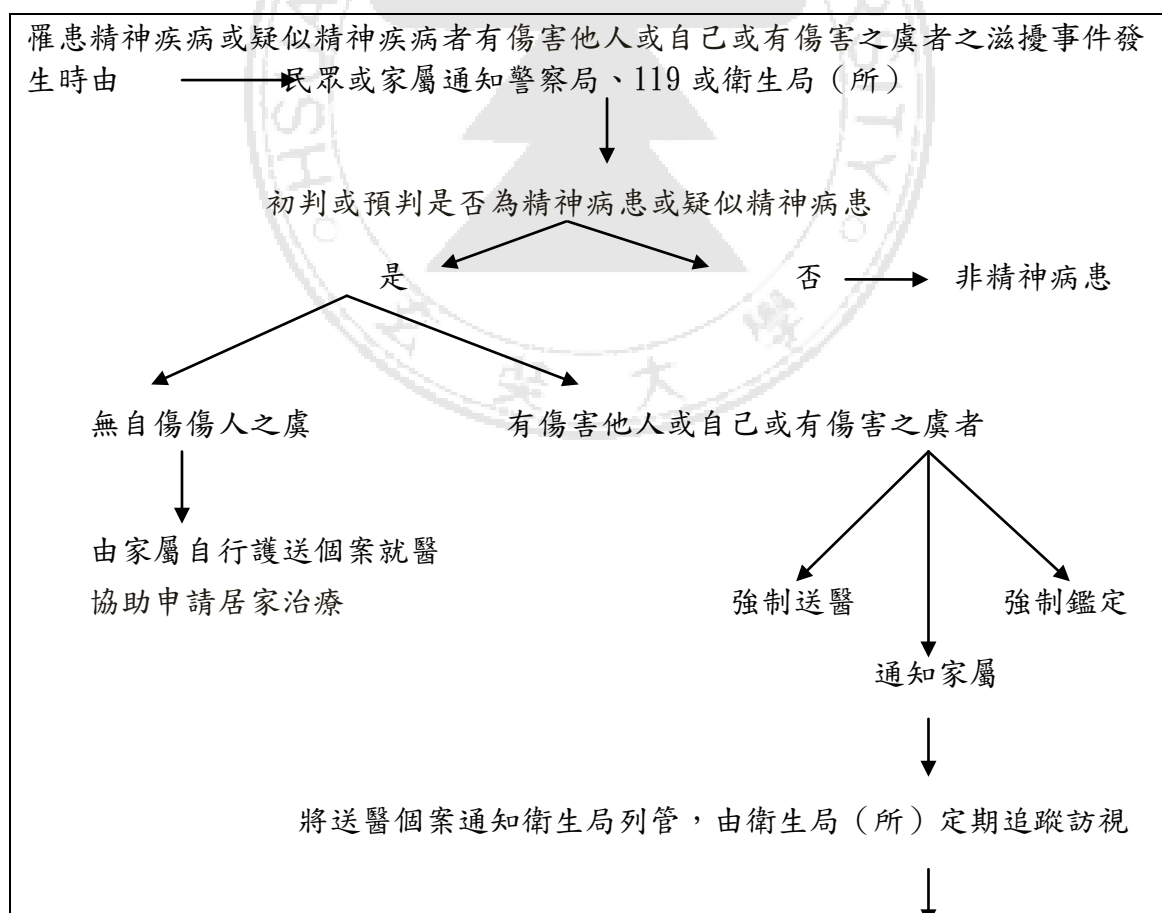 罹患精神疾病或疑似精神疾病者有傷害他人或自己或有傷害之虞者之滋擾事件發
生時由 民眾或家屬通知警察局、119 或衛生局（所）
初判或預判是否為精神病患或疑似精神病患
是 否 非精神病患
無自傷傷人之虞 有傷害他人或自己或有傷害之虞者
由家屬自行護送個案就醫
協助申請居家治療 強制送醫 強制鑑定
通知家屬
將送醫個案通知衛生局列管，由衛生局（所）定期追蹤訪視
玄奘大學